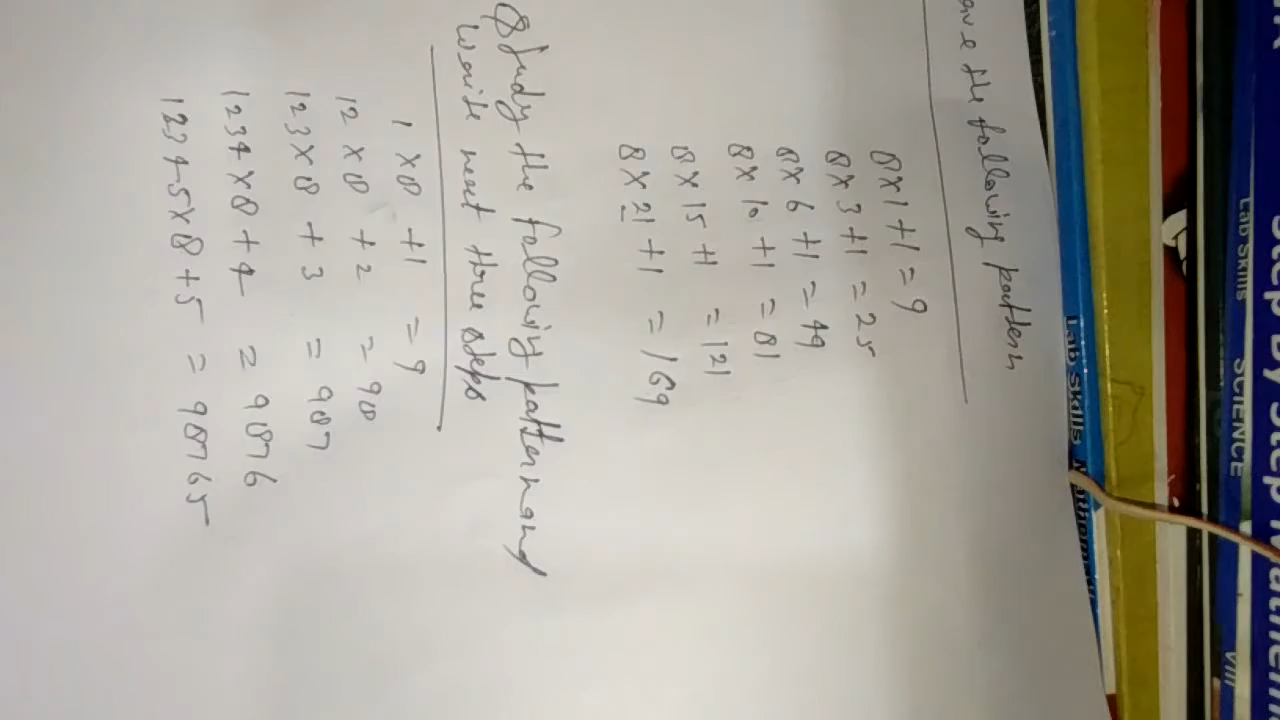 ave the following pattern
8×1+1=9
8×3+1=25
8×6+1=49
8×10+1=81
8×15+1=121
8×21+1=169
Study the following pattern and
write next three steps
1×8+1=9
12×8+2=98
123×8+3=987
1234×8+4=9876
12345×8+5=98765
Lab Skills
Lab Skills SCIENCE VIII
Step By Step